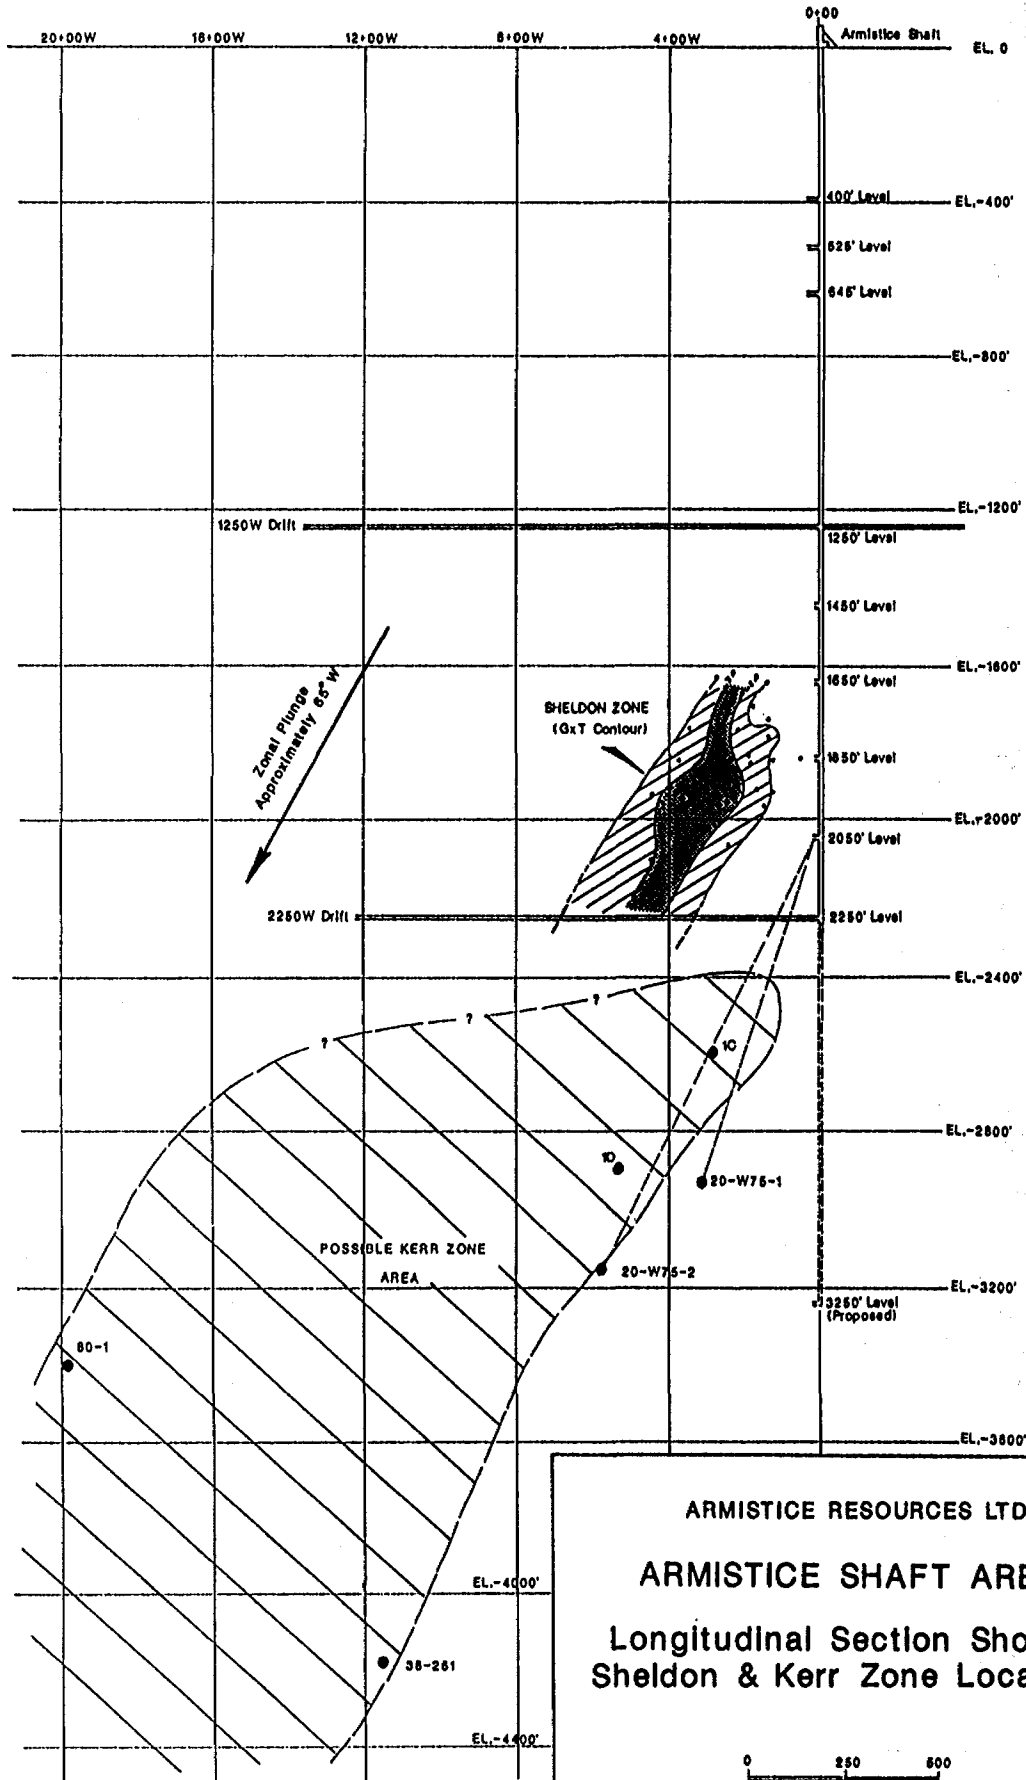 0+00
20+00W 16+00W 12+00W 8+00W 4+00W Armistice Shaft
EL. 0
400' Level EL.-400'
525' Level
645' Level
EL.-800'
EL.-1200'
1250W Drift
1250' Level
1450' Level
EL.-1600'
1650' Level
Zonal Plunge
Approximately 65° W
SHELDON ZONE
(GxT Contour)
1850' Level
EL.-2000'
2050' Level
2250W Drift 2250' Level
EL.-2400'
?
?
?
10
EL.-2800'
10
20-W75-1
POSSIBLE KERR ZONE
AREA
20-W75-2
EL.-3200'
3250' Level
(Proposed)
80-1
EL.-3600'
ARMISTICE RESOURCES LTD
ARMISTICE SHAFT ARE
EL.-4000'
Longitudinal Section Sho
38-251
Sheldon & Kerr Zone Loca
EL.-4400'
0 250 500